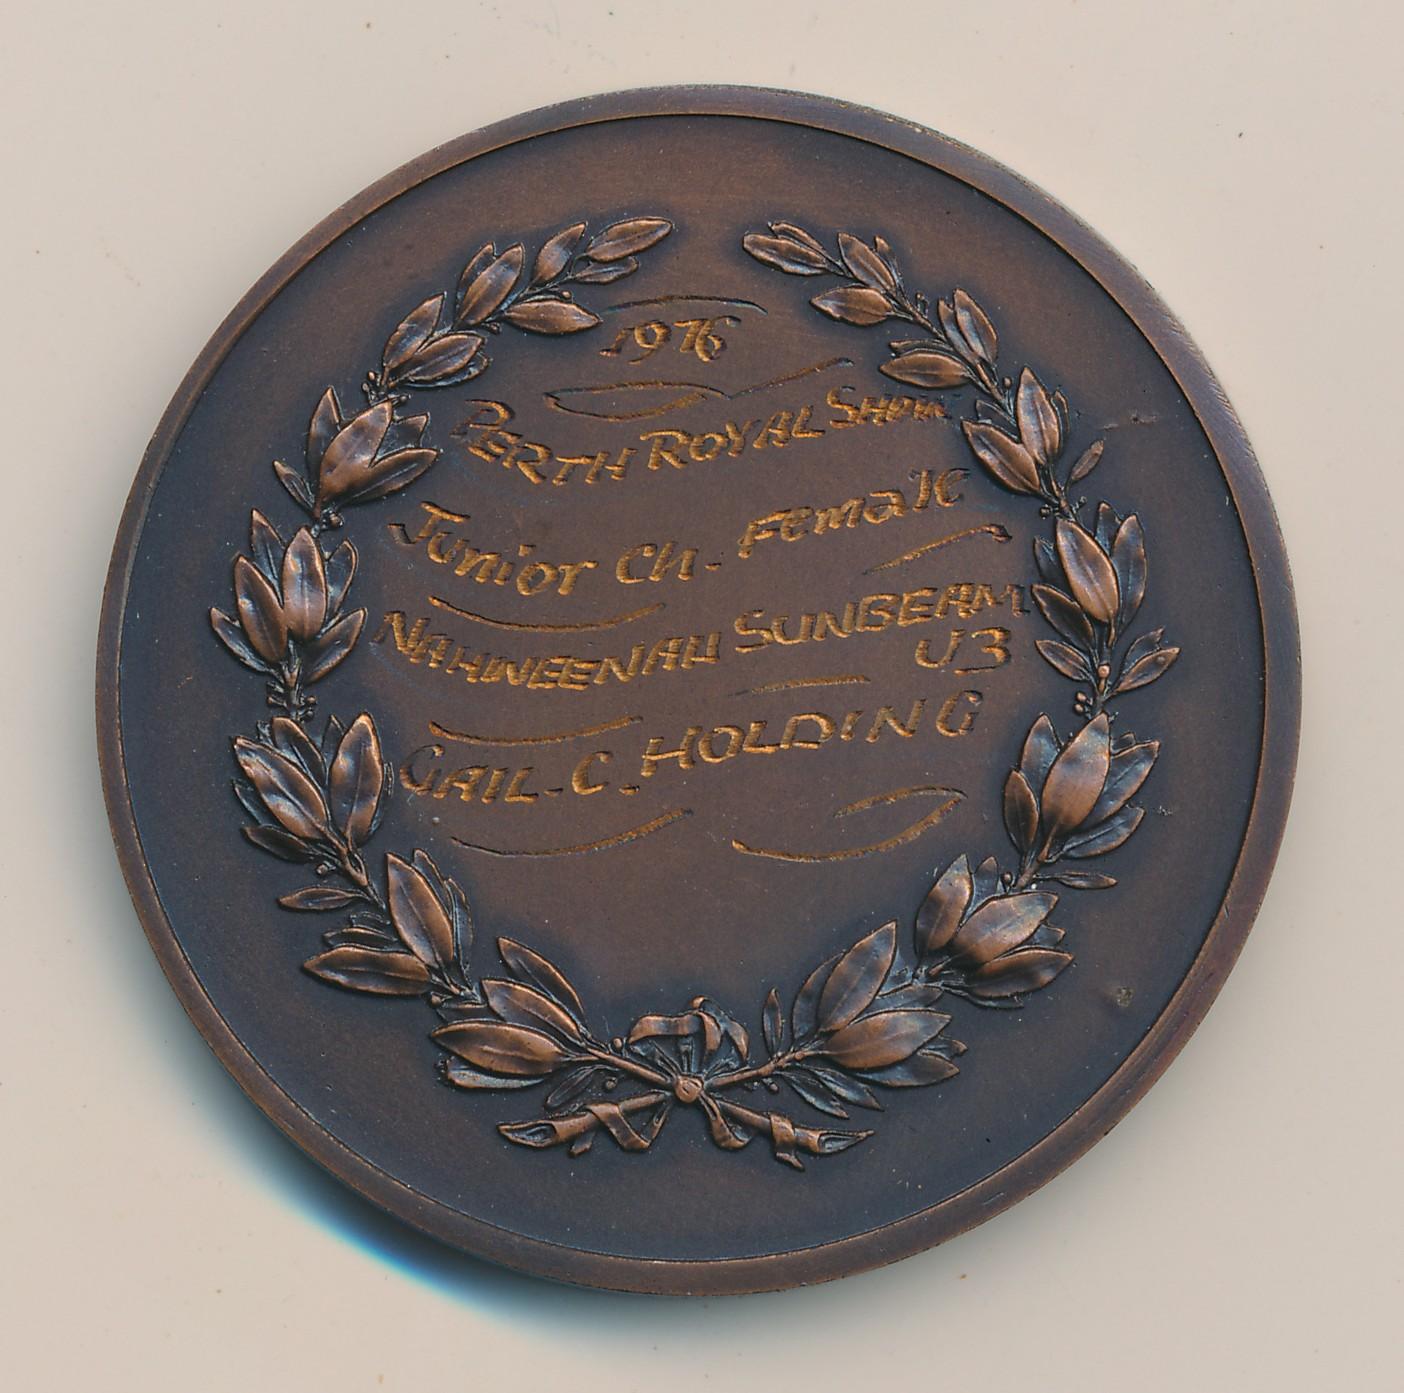 1976
PERTH ROYAL SHOW
Junior Ch. Female
NAHWEENAH SUNBEAM
U3
GAIL. C. HOLDING